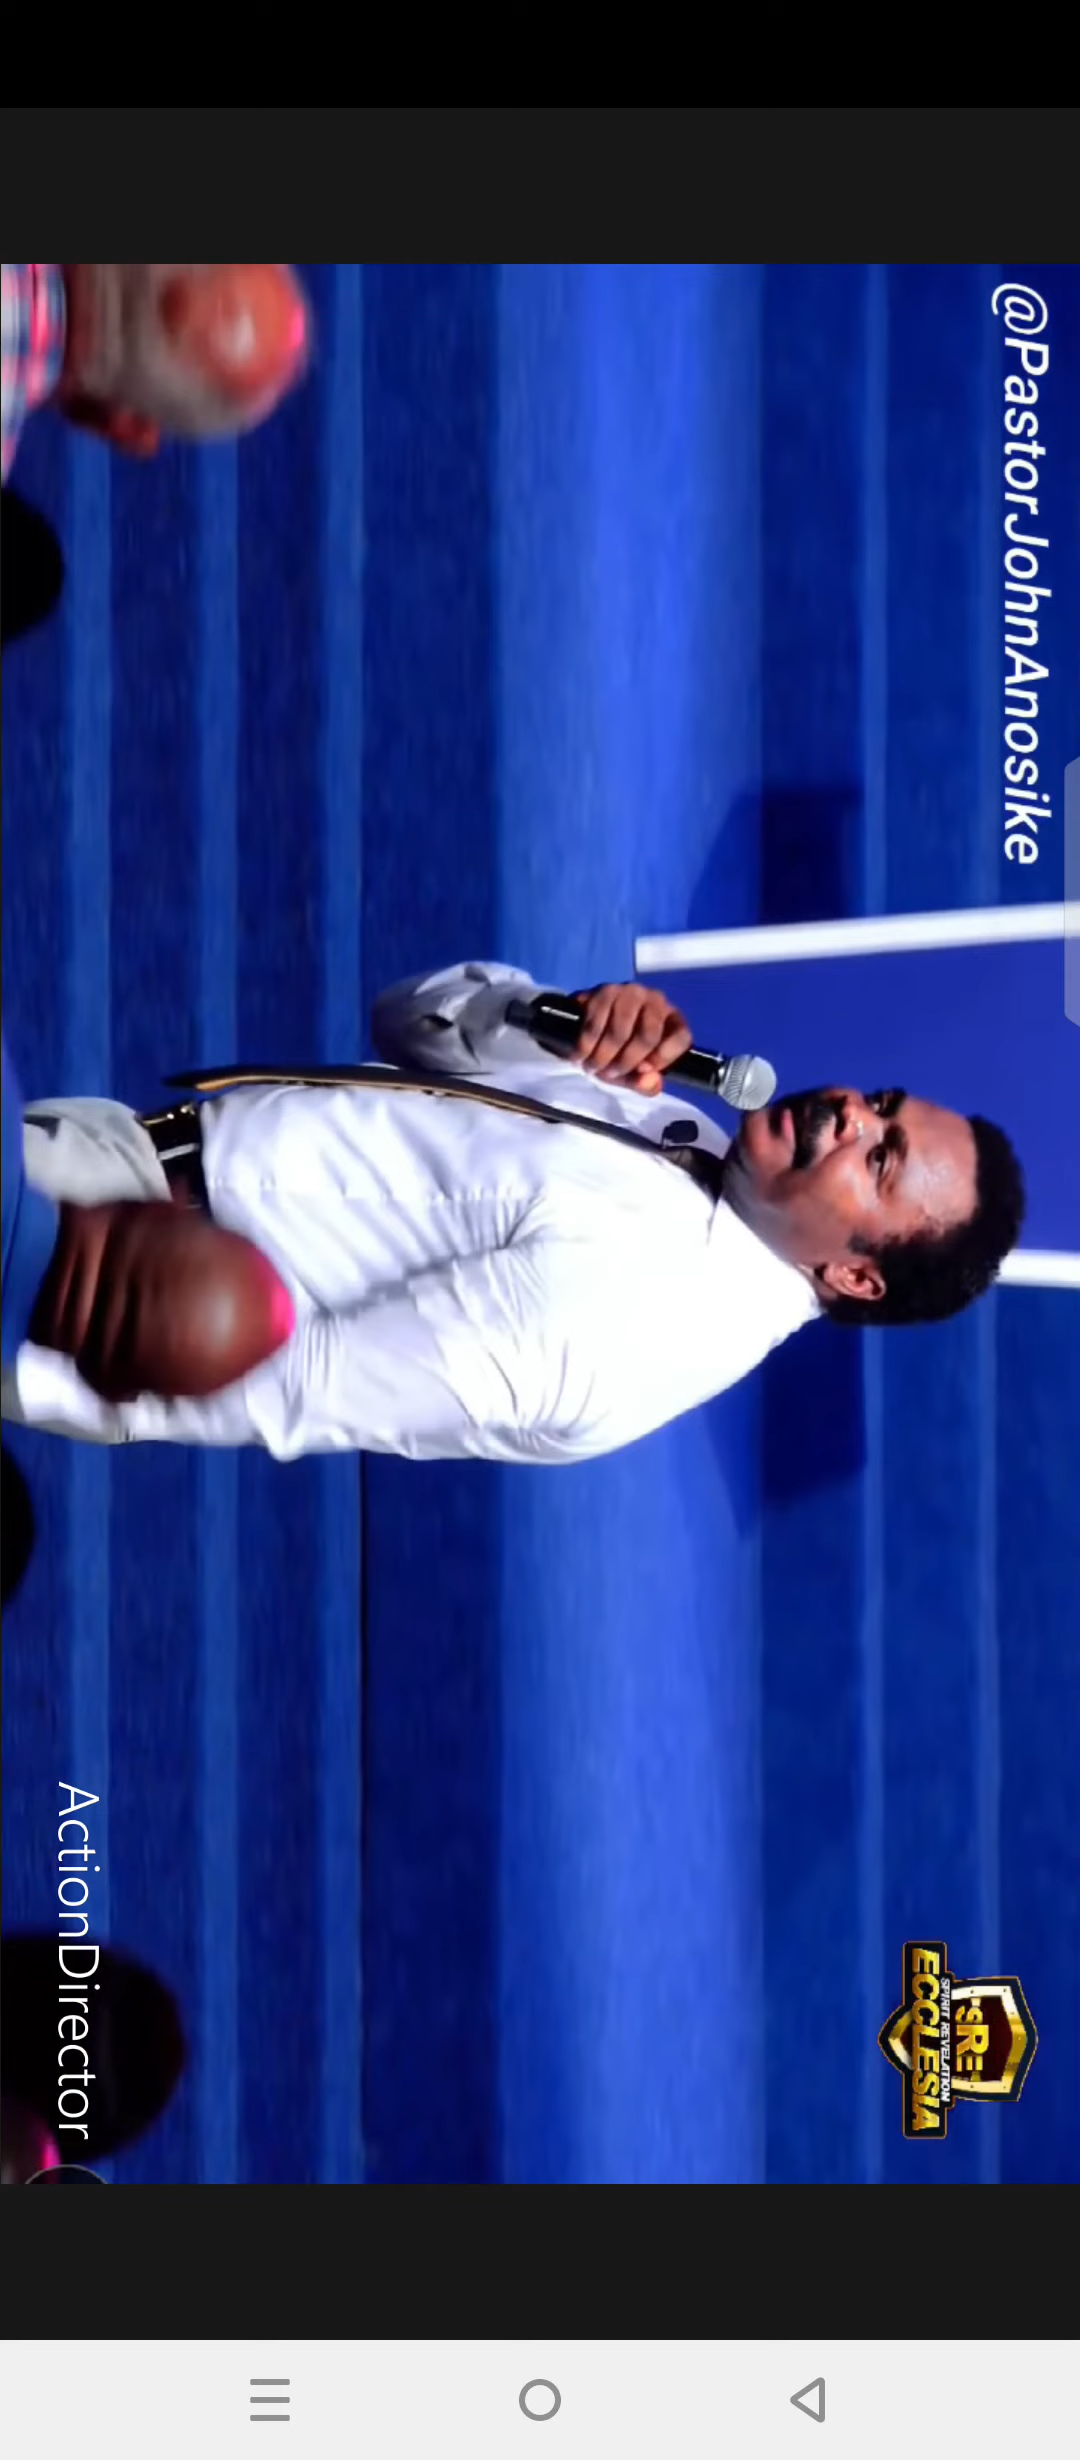 @PastorJohnAnosike
SRE
SPIRIT REVELATION
ECCLESIA
ActionDirector